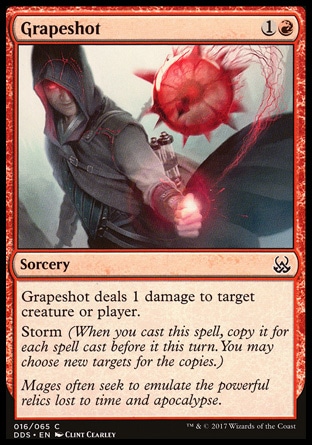 Grapeshot 1
Sorcery
Grapeshot deals 1 damage to target
creature or player.
Storm (When you cast this spell, copy it for
each spell cast before it this turn. You may
choose new targets for the copies.)
Mages often seek to emulate the powerful
relics lost to time and apocalypse.
016/065 C
DDS • EN Clint Cearley ™ & © 2017 Wizards of the Coast